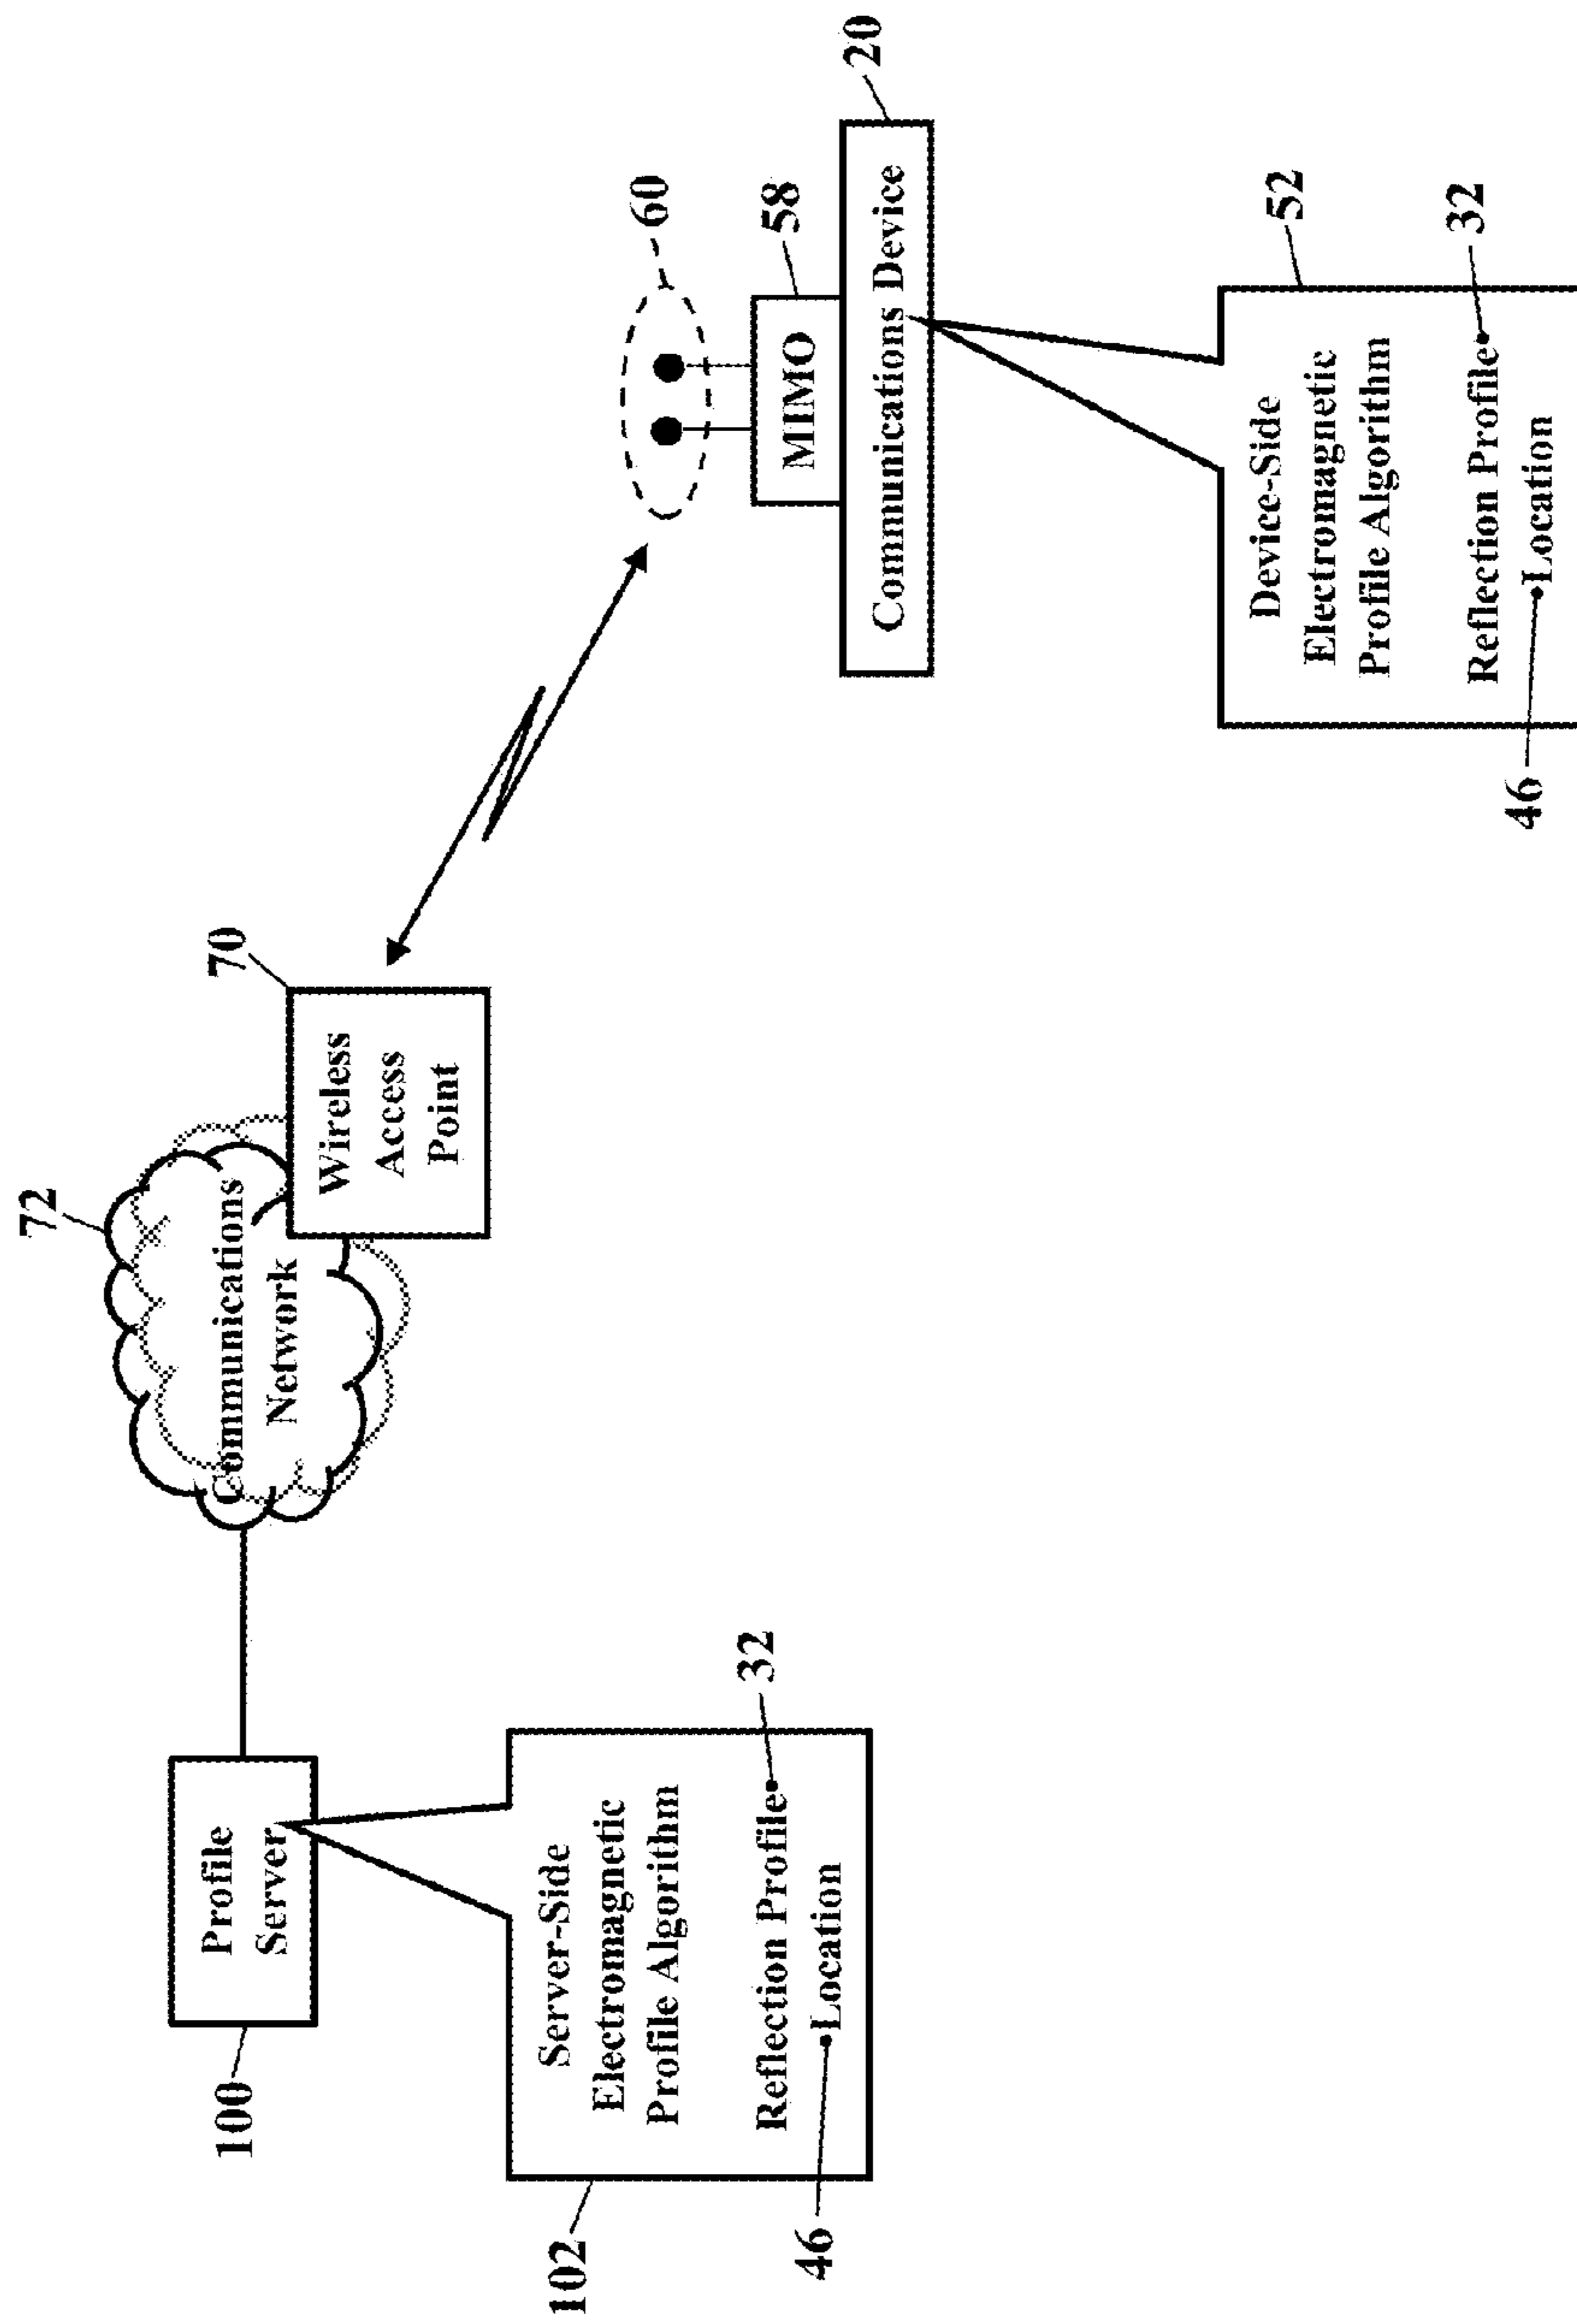 72
70
Communications
Network
Wireless
Access
Point
100
Profile
Server
60
58
MIMO
20
Communications Device
102
Server-Side
Electromagnetic
Profile Algorithm
Reflection Profile
32
46
Location
52
Device-Side
Electromagnetic
Profile Algorithm
Reflection Profile
32
46
Location